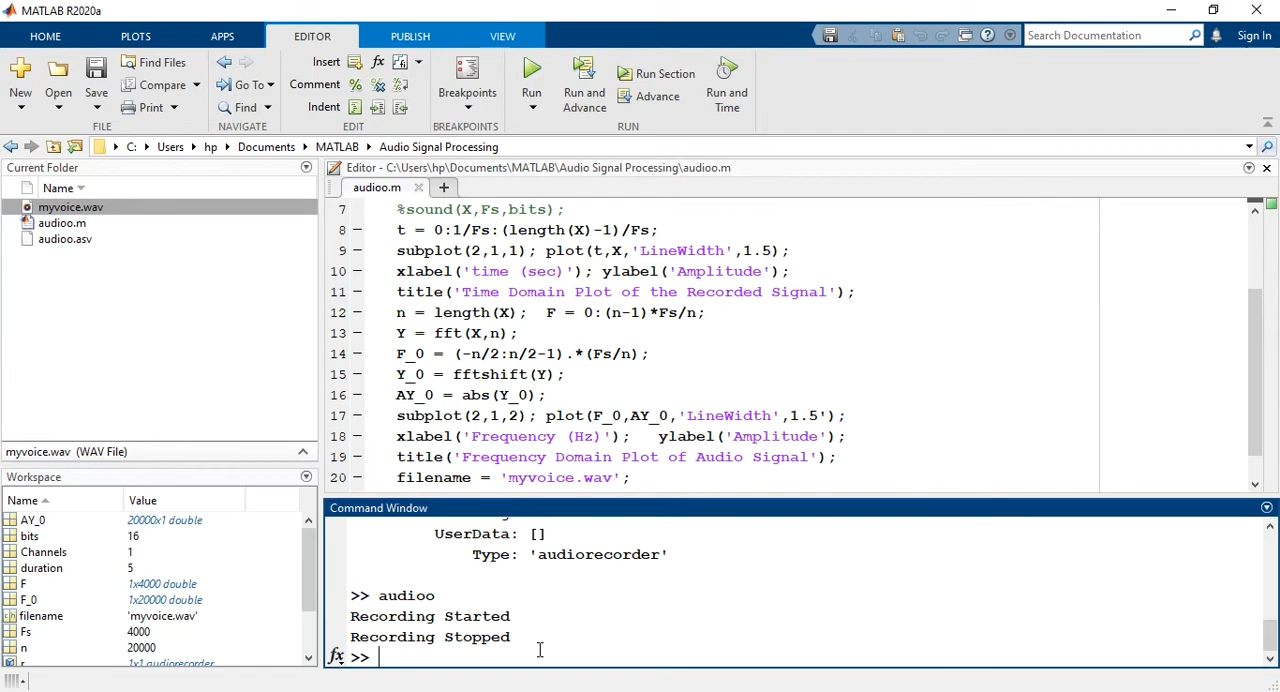 MATLAB R2020a
HOME PLOTS APPS EDITOR PUBLISH VIEW Search Documentation Sign In
New Open Save Find Files Compare Print Go To Find Insert fx Comment Indent Breakpoints Run Run and Advance Run Section Advance Run and Time
FILE NAVIGATE EDIT BREAKPOINTS RUN
C: Users hp Documents MATLAB Audio Signal Processing
Current Folder
Name
myvoice.wav
audioo.m
audioo.asv
myvoice.wav (WAV File)
Workspace
Name Value
AY_0 20000x1 double
bits 16
Channels 1
duration 5
F 1x4000 double
F_0 1x20000 double
filename 'myvoice.wav'
Fs 4000
n 20000
r 1x1 audiorecorder
Editor - C:\Users\hp\Documents\MATLAB\Audio Signal Processing\audioo.m
audioo.m
7 %sound(X,Fs,bits);
8 — t = 0:1/Fs:(length(X)-1)/Fs;
9 — subplot(2,1,1); plot(t,X,'LineWidth',1.5);
10 — xlabel('time (sec)'); ylabel('Amplitude');
11 — title('Time Domain Plot of the Recorded Signal');
12 — n = length(X); F = 0:(n-1)*Fs/n;
13 — Y = fft(X,n);
14 — F_0 = (-n/2:n/2-1).*(Fs/n);
15 — Y_0 = fftshift(Y);
16 — AY_0 = abs(Y_0);
17 — subplot(2,1,2); plot(F_0,AY_0,'LineWidth',1.5');
18 — xlabel('Frequency (Hz)'); ylabel('Amplitude');
19 — title('Frequency Domain Plot of Audio Signal');
20 — filename = 'myvoice.wav';
Command Window
UserData: []
Type: 'audiorecorder'
>> audioo
Recording Started
Recording Stopped
fx >>